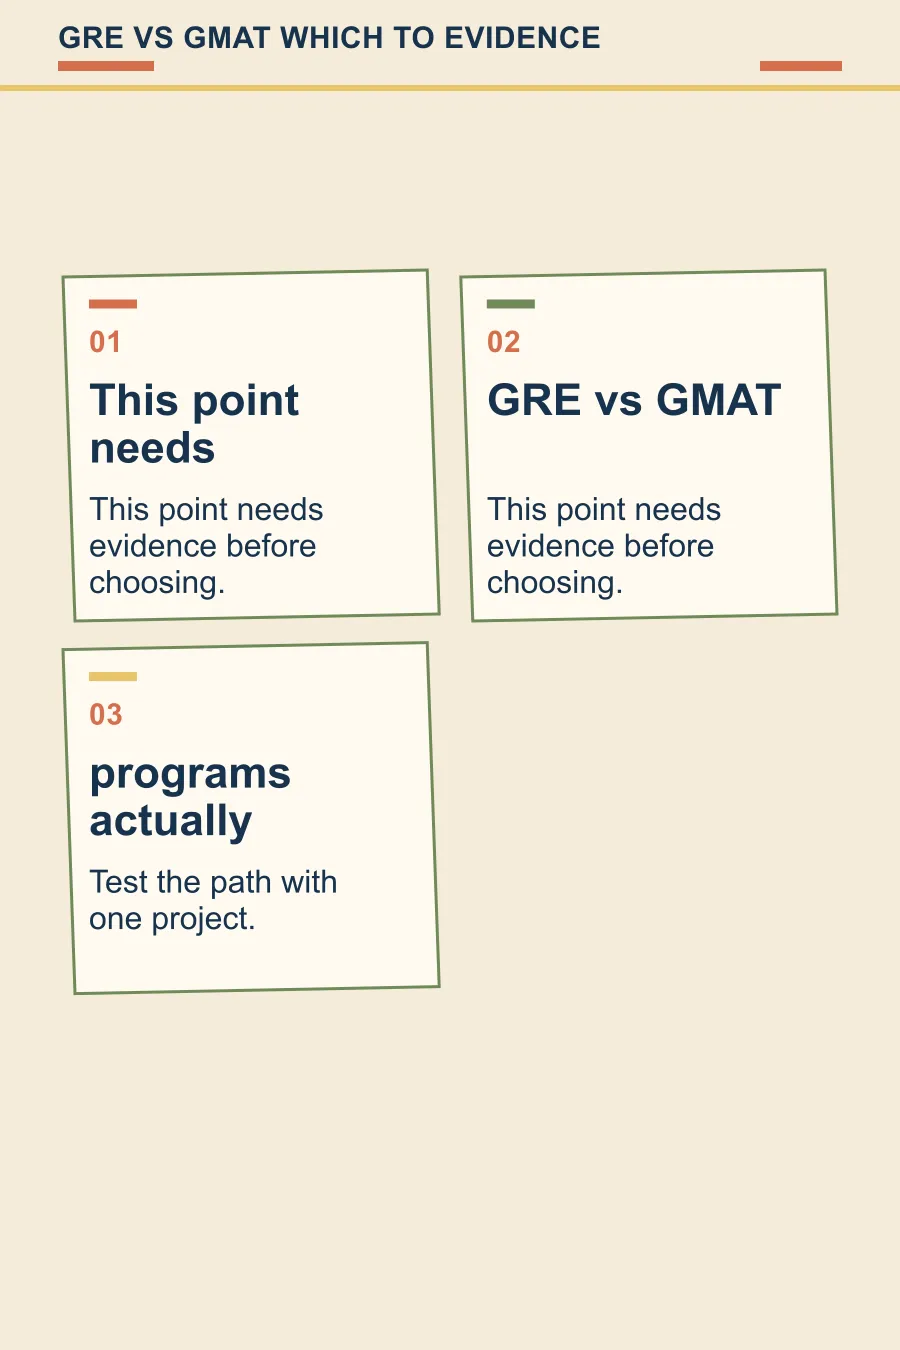 GRE VS GMAT WHICH TO EVIDENCE
01
This point
needs
This point needs
evidence before
choosing.
02
GRE vs GMAT
This point needs
evidence before
choosing.
03
programs
actually
Test the path with
one project.